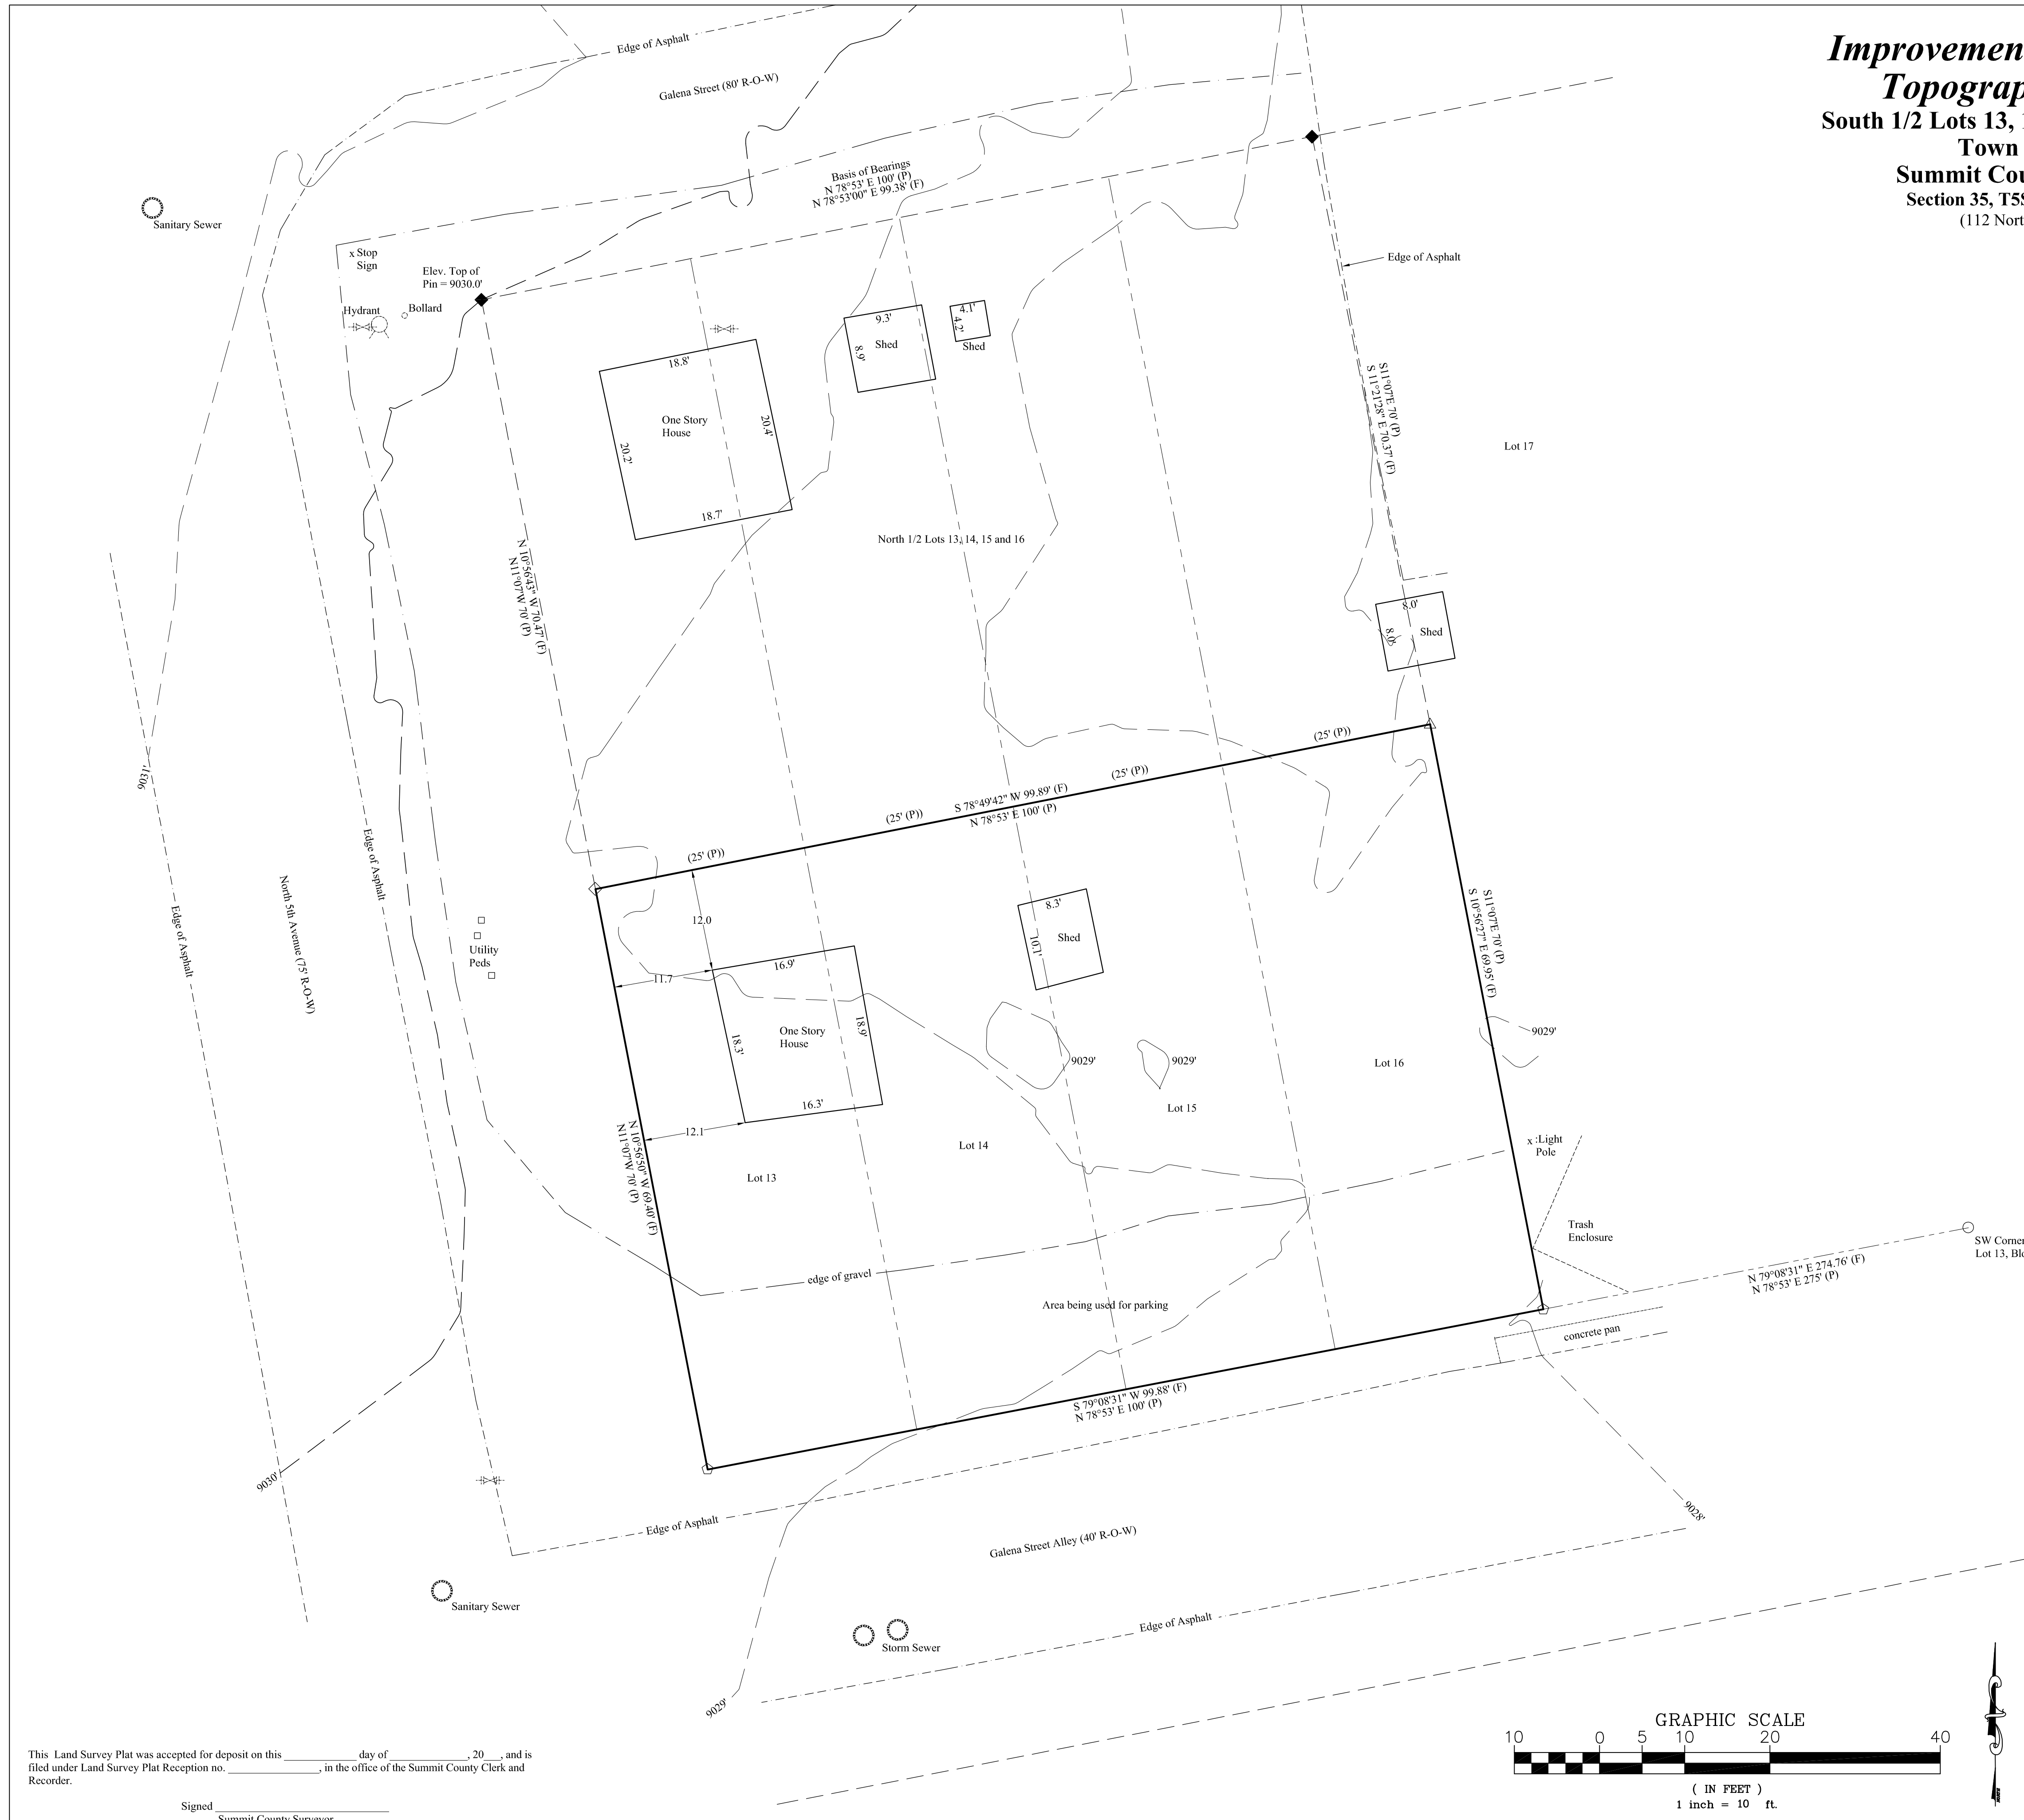 Improvemen
Topograp
South 1/2 Lots 13,
Town
Summit Cou
Section 35, T5S
(112 Nort
Edge of Asphalt
Galena Street (80' R-O-W)
Basis of Bearings
N 78°53' E 100' (P)
N 78°53'00" E 99.38' (F)
Sanitary Sewer
x Stop
Sign
Elev. Top of
Pin = 9030.0'
Hydrant
Bollard
Edge of Asphalt
9.3'
8.9'
Shed
4.1'
4.2'
Shed
18.8'
One Story
House
20.4'
20.2'
18.7'
S11°07'E 70' (P)
S 11°21'28" E 70.37' (F)
Lot 17
North 1/2 Lots 13, 14, 15 and 16
N 10°56'43" W 70.47' (F)
N11°07'W 70' (P)
8.0'
8.0'
Shed
9031'
(25' (P))
(25' (P))
S 78°49'42" W 99.89' (F)
N 78°53' E 100' (P)
(25' (P))
(25' (P))
Edge of Asphalt
North 5th Avenue (75' R-O-W)
Edge of Asphalt
Utility
Peds
12.0
11.7
16.9'
18.3'
One Story
House
18.9'
16.3'
12.1
8.3'
10.1'
Shed
S11°07'E 70' (P)
S 10°56'27" E 69.95' (F)
9029'
9029'
9029'
Lot 16
Lot 15
Lot 14
Lot 13
N 10°56'50" W 69.40' (F)
N11°07'W 70' (P)
x :Light
Pole
Trash
Enclosure
SW Corner
Lot 13, Blo
N 79°08'31" E 274.76' (F)
N 78°53' E 275' (P)
edge of gravel
Area being used for parking
concrete pan
S 79°08'31" W 99.88' (F)
N 78°53' E 100' (P)
9030'
9028'
Edge of Asphalt
Galena Street Alley (40' R-O-W)
Sanitary Sewer
Storm Sewer
Edge of Asphalt
9029'
GRAPHIC SCALE
10 0 5 10 20 40
( IN FEET )
1 inch = 10 ft.
This Land Survey Plat was accepted for deposit on this ______________ day of _______________, 20___, and is
filed under Land Survey Plat Reception no. __________________, in the office of the Summit County Clerk and
Recorder.
Signed __________________________________
Summit County Surveyor